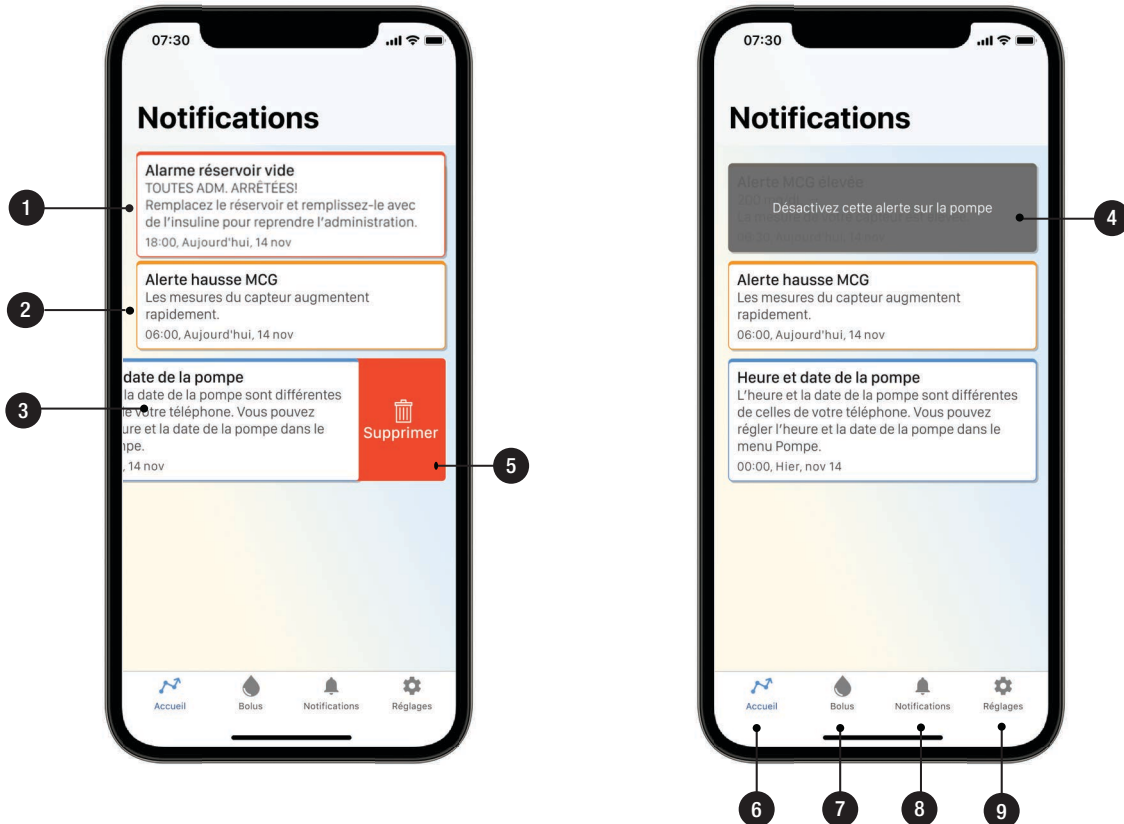 07:30
Notifications
Alarme réservoir vide
TOUTES ADM. ARRÊTÉES!
Remplacez le réservoir et remplissez-le avec
de l'insuline pour reprendre l'administration.
18:00, Aujourd'hui, 14 nov
1
Alerte hausse MCG
Les mesures du capteur augmentent
rapidement.
06:00, Aujourd'hui, 14 nov
2
date de la pompe
la date de la pompe sont différentes
votre téléphone. Vous pouvez
ure et la date de la pompe dans le
pe.
, 14 nov
3
Supprimer
5
Accueil
Bolus
Notifications
Réglages
07:30
Notifications
Alerte MCG élevée
Désactivez cette alerte sur la pompe
4
Alerte hausse MCG
Les mesures du capteur augmentent
rapidement.
06:00, Aujourd'hui, 14 nov
Heure et date de la pompe
L'heure et la date de la pompe sont différentes
de celles de votre téléphone. Vous pouvez
régler l'heure et la date de la pompe dans le
menu Pompe.
00:00, Hier, nov 14
Accueil
Bolus
Notifications
Réglages
6
7
8
9